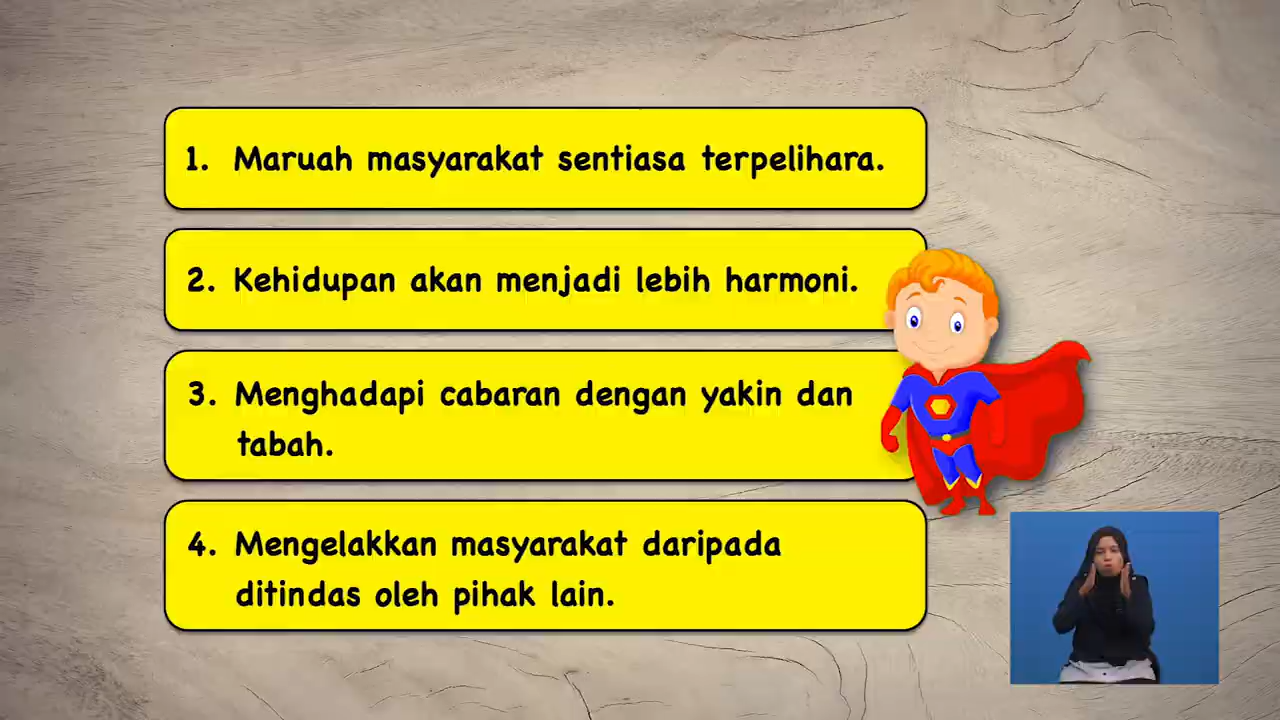 1. Maruah masyarakat sentiasa terpelihara.
2. Kehidupan akan menjadi lebih harmoni.
3. Menghadapi cabaran dengan yakin dan
tabah.
4. Mengelakkan masyarakat daripada
ditindas oleh pihak lain.